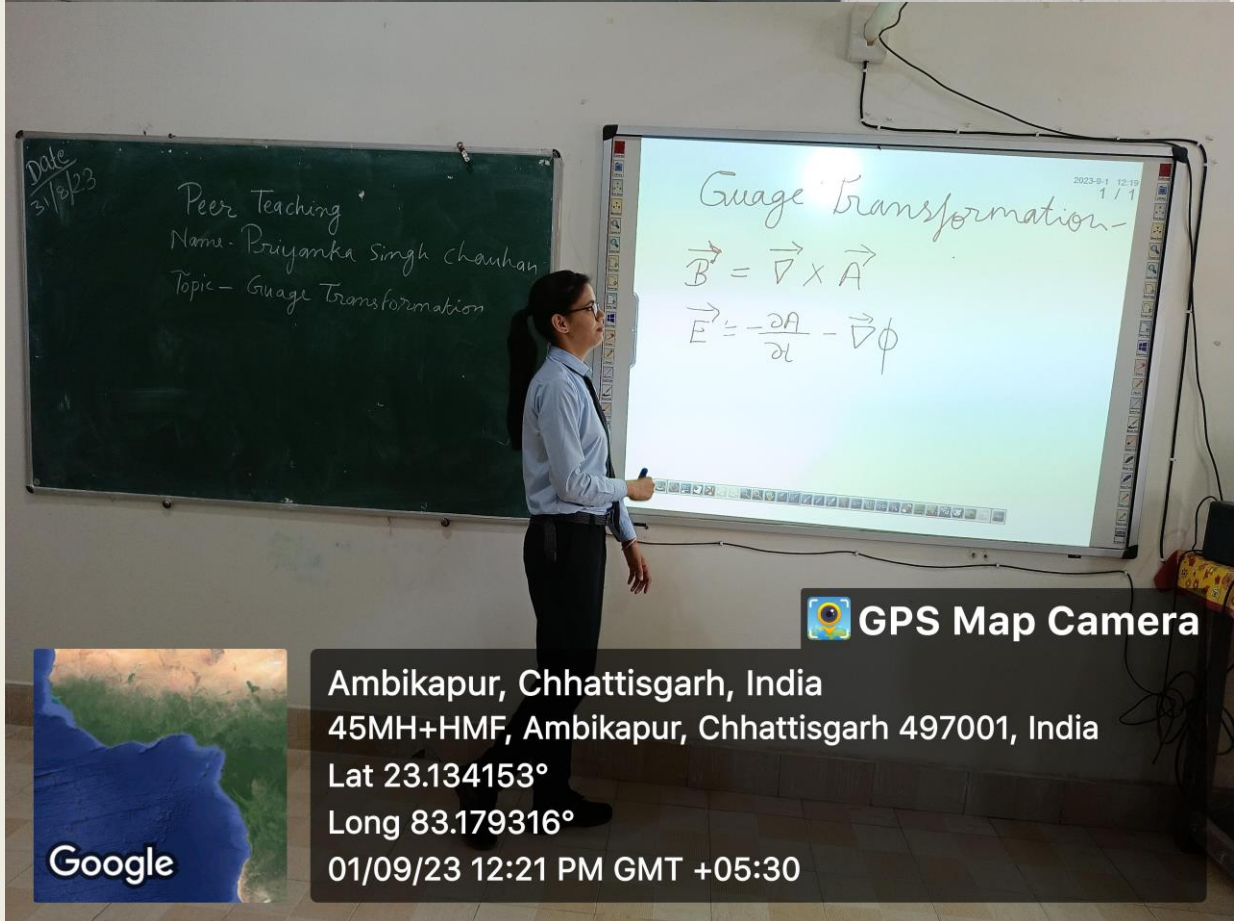 Date
31/8/23
Peer Teaching
Name - Priyanka Singh Chauhan
Topic - Guage Transformation
2023-9-1 12:19
1 / 1
Guage Transformation-
B⃗ = ∇⃗ × A⃗
E⃗ = -∂A/∂t - ∇⃗φ
GPS Map Camera
Ambikapur, Chhattisgarh, India
45MH+HMF, Ambikapur, Chhattisgarh 497001, India
Lat 23.134153°
Long 83.179316°
01/09/23 12:21 PM GMT +05:30
Google